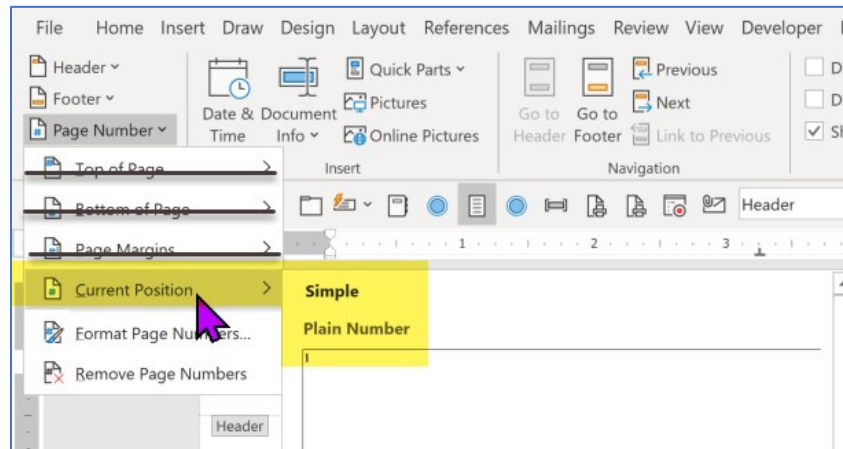 File Home Insert Draw Design Layout References Mailings Review View Developer
Header
Footer
Page Number
Date & Time
Document Info
Quick Parts
Pictures
Online Pictures
Insert
Go to Header
Go to Footer
Previous
Next
Link to Previous
Navigation
D
D
Sh
Top of Page
Bottom of Page
Page Margins
Current Position
Format Page Numbers...
Remove Page Numbers
Header
1 2 3
Simple
Plain Number
1
Header